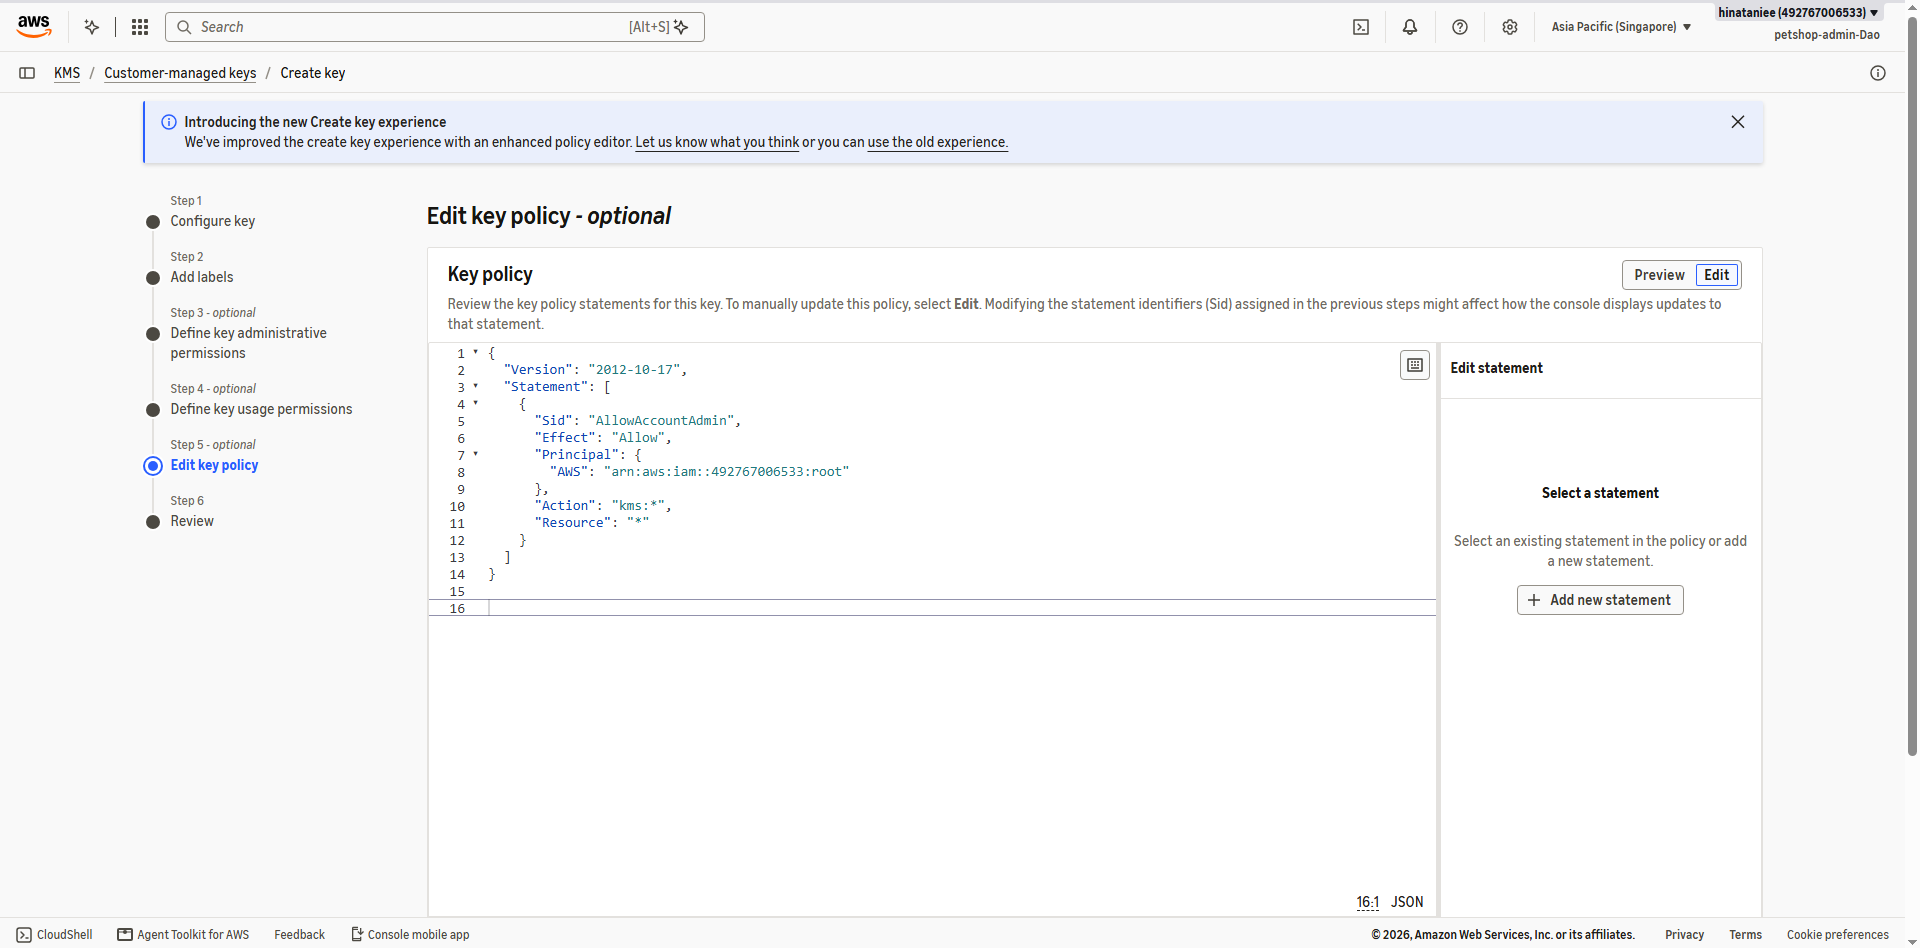 aws
Search [Alt+S]
Asia Pacific (Singapore)
hinataniee (492767006533)
petshop-admin-Dao
KMS / Customer-managed keys / Create key
Introducing the new Create key experience
We've improved the create key experience with an enhanced policy editor. Let us know what you think or you can use the old experience.
Step 1
Configure key
Step 2
Add labels
Step 3 - optional
Define key administrative
permissions
Step 4 - optional
Define key usage permissions
Step 5 - optional
Edit key policy
Step 6
Review
Edit key policy - optional
Key policy
Preview Edit
Review the key policy statements for this key. To manually update this policy, select Edit. Modifying the statement identifiers (Sid) assigned in the previous steps might affect how the console displays updates to
that statement.
1 {
2 "Version": "2012-10-17",
3 "Statement": [
4 {
5 "Sid": "AllowAccountAdmin",
6 "Effect": "Allow",
7 "Principal": {
8 "AWS": "arn:aws:iam::492767006533:root"
9 },
10 "Action": "kms:*",
11 "Resource": "*"
12 }
13 ]
14 }
15
16
16:1 JSON
Edit statement
Select a statement
Select an existing statement in the policy or add
a new statement.
+ Add new statement
CloudShell Agent Toolkit for AWS Feedback Console mobile app
© 2026, Amazon Web Services, Inc. or its affiliates. Privacy Terms Cookie preferences